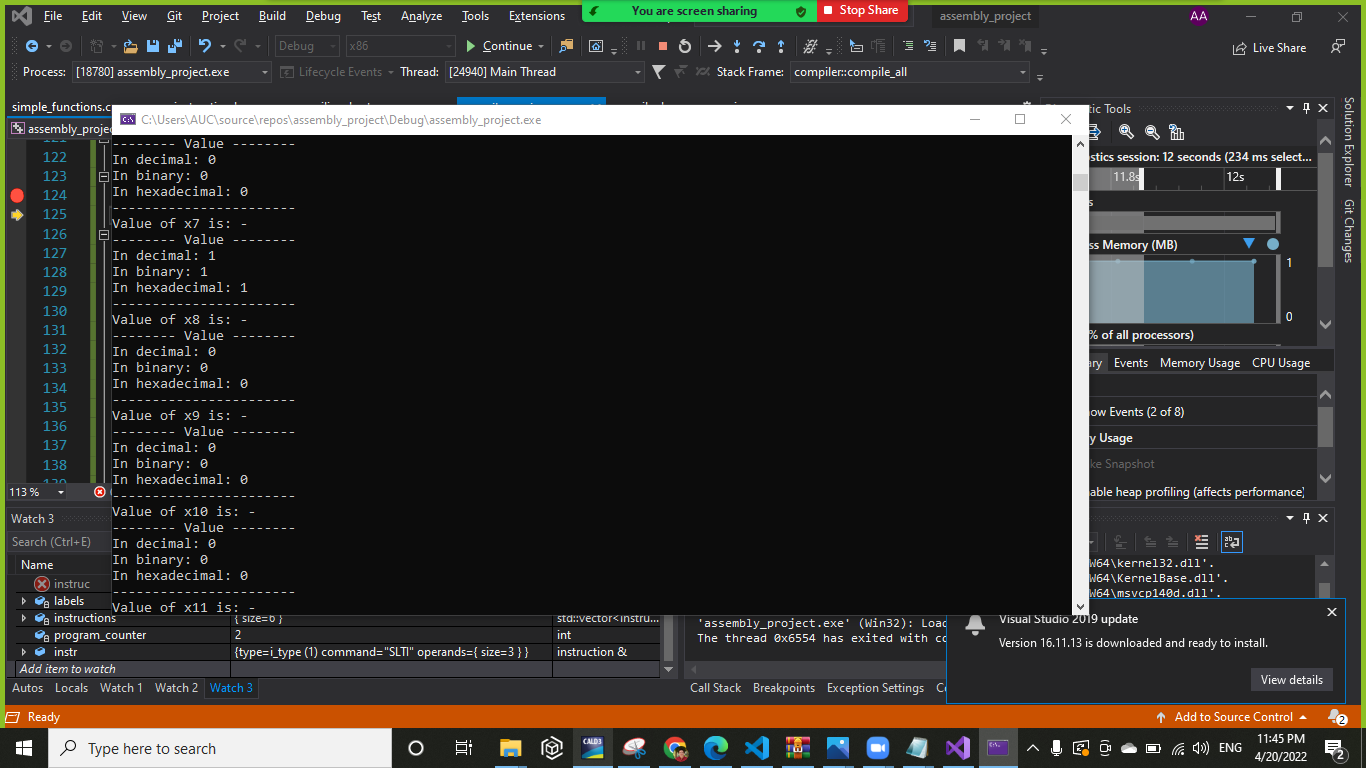 File Edit View Git Project Build Debug Test Analyze Tools Extensions
You are screen sharing Stop Share
assembly_project AA
Debug x86 Continue Live Share
Process: [18780] assembly_project.exe Lifecycle Events Thread: [24940] Main Thread Stack Frame: compiler::compile_all
simple_functions.c
C:\Users\AUC\source\repos\assembly_project\Debug\assembly_project.exe
tic Tools
assembly_proje
122
123
124
125
126
127
128
129
130
131
132
133
134
135
136
137
138
113 %
-------- Value --------
In decimal: 0
In binary: 0
In hexadecimal: 0
-----------------------
Value of x7 is: -
-------- Value --------
In decimal: 1
In binary: 1
In hexadecimal: 1
-----------------------
Value of x8 is: -
-------- Value --------
In decimal: 0
In binary: 0
In hexadecimal: 0
-----------------------
Value of x9 is: -
-------- Value --------
In decimal: 0
In binary: 0
In hexadecimal: 0
-----------------------
Value of x10 is: -
-------- Value --------
In decimal: 0
In binary: 0
In hexadecimal: 0
-----------------------
Value of x11 is: -
stics session: 12 seconds (234 ms select...
11.8s 12s
ss Memory (MB)
1
0
% of all processors)
ary Events Memory Usage CPU Usage
ow Events (2 of 8)
y Usage
ke Snapshot
able heap profiling (affects performance)
Solution Explorer
Git Changes
Watch 3
Search (Ctrl+E)
Name
instruc
labels
instructions { size=6 } std::vector<instru...
program_counter 2 int
instr {type=i_type (1) command="SLTI" operands={ size=3 } } instruction &
Add item to watch
Autos Locals Watch 1 Watch 2 Watch 3
W64\kernel32.dll'.
W64\KernelBase.dll'.
W64\msvcp140d.dll'.
'assembly_project.exe' (Win32): Loa
The thread 0x6554 has exited with co
Call Stack Breakpoints Exception Settings
Visual Studio 2019 update
Version 16.11.13 is downloaded and ready to install.
View details
Ready Add to Source Control 2
Type here to search
CALD3
ENG
11:45 PM
4/20/2022
2